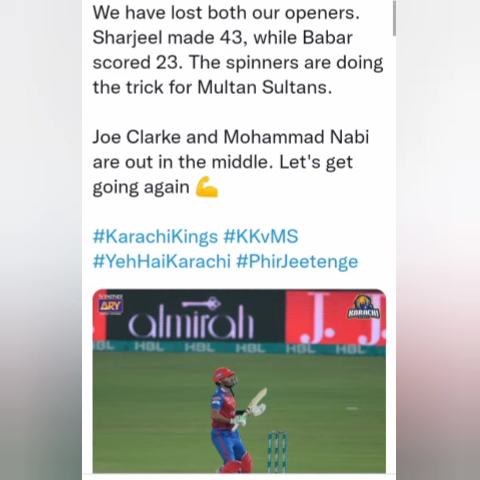 We have lost both our openers.
Sharjeel made 43, while Babar
scored 23. The spinners are doing
the trick for Multan Sultans.
Joe Clarke and Mohammad Nabi
are out in the middle. Let's get
going again 💪
#KarachiKings #KKvMS
#YehHaiKarachi #PhirJeetenge
ARY
almirah
J. J
KARACHI
HBL HBL HBL HBL HBL HBL